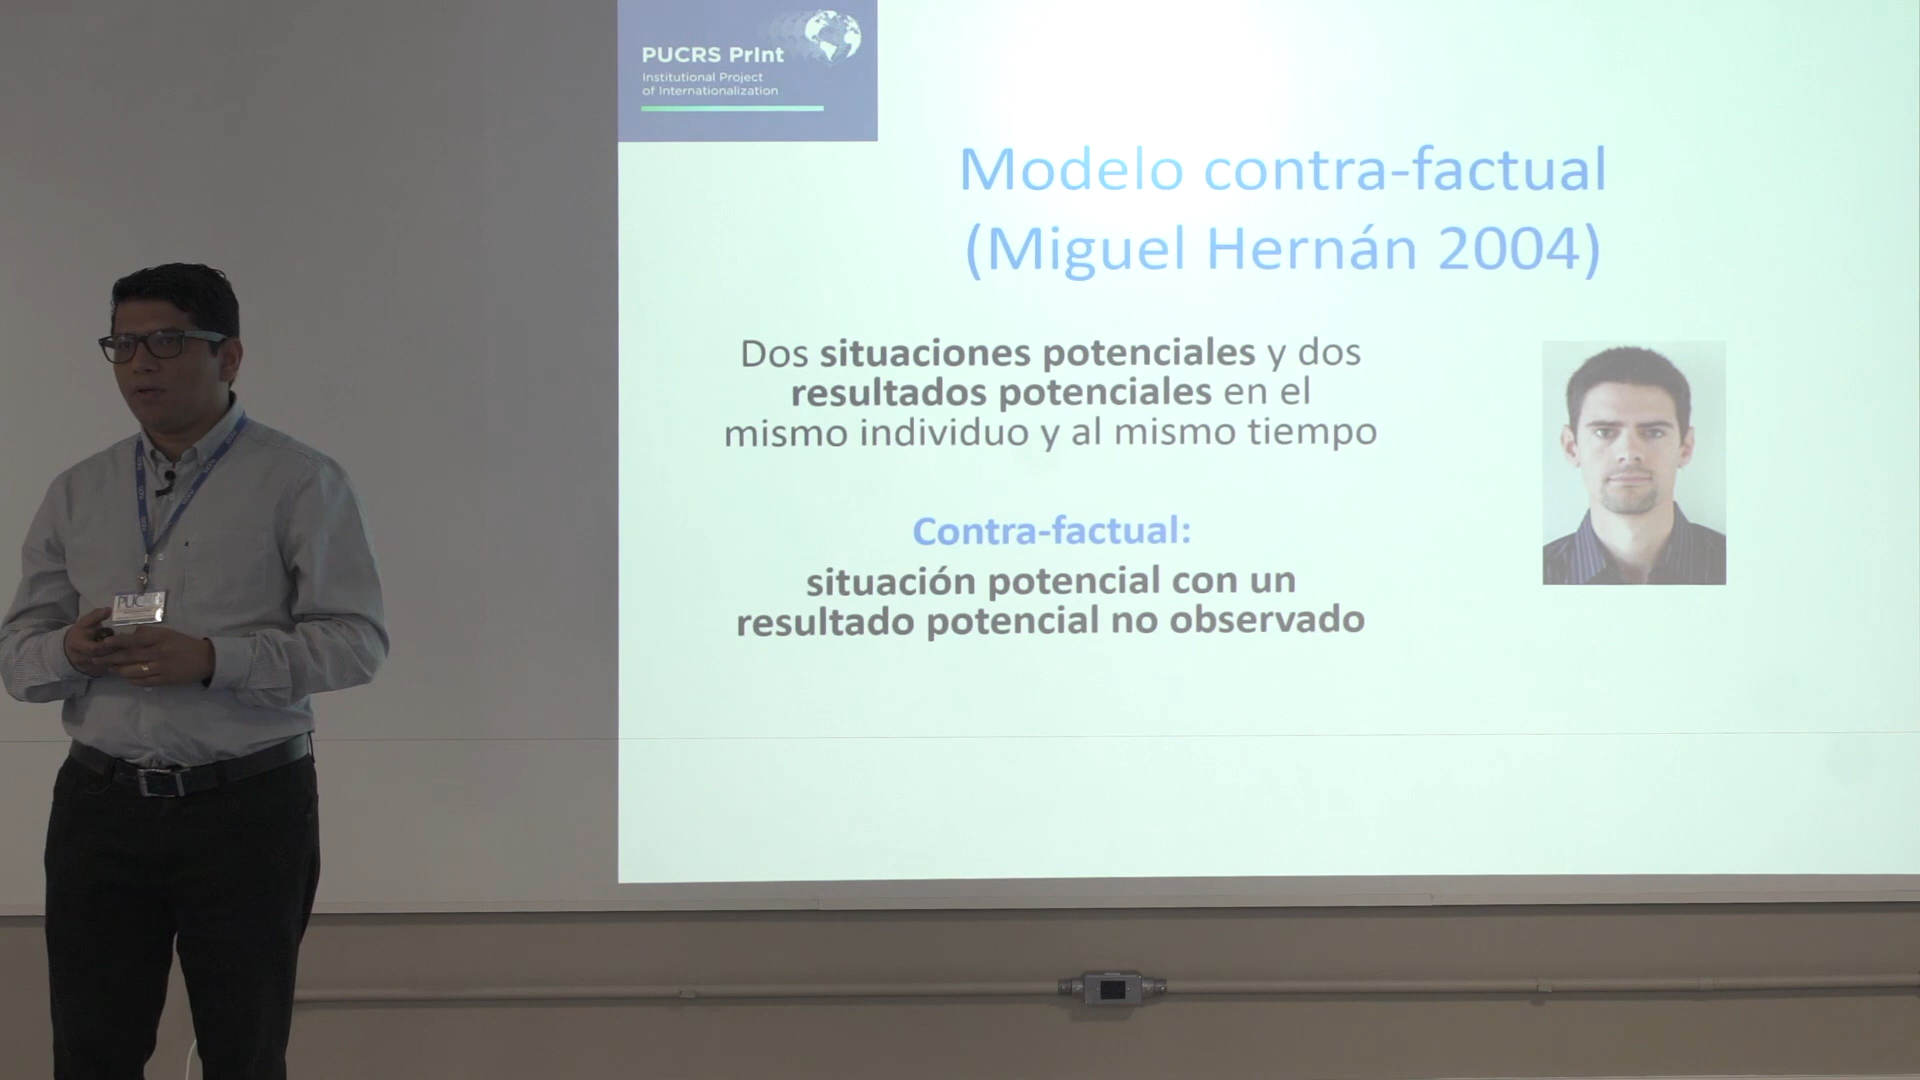 PUCRS PrInt
Institutional Project
of Internationalization
Modelo contra-factual
(Miguel Hernán 2004)
Dos situaciones potenciales y dos
resultados potenciales en el
mismo individuo y al mismo tiempo
Contra-factual:
situación potencial con un
resultado potencial no observado